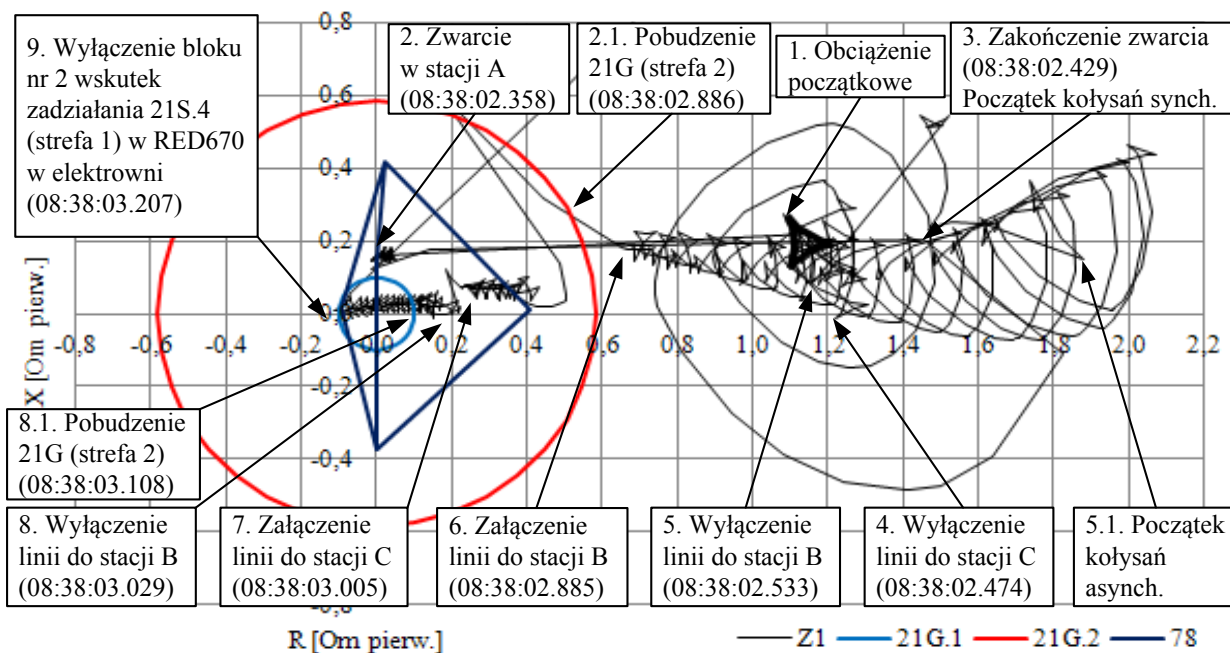 9. Wyłączenie bloku
nr 2 wskutek
zadziałania 21S.4
(strefa 1) w RED670
w elektrowni
(08:38:03.207)
2. Zwarcie
w stacji A
(08:38:02.358)
2.1. Pobudzenie
21G (strefa 2)
(08:38:02.886)
1. Obciążenie
początkowe
3. Zakończenie zwarcia
(08:38:02.429)
Początek kołysań synch.
0,8
0,6
0,4
0,2
0,0
-0,8
-0,6
-0,4
-0,2
0,0
0,2
0,4
0,6
0,8
1,0
1,2
1,4
1,6
1,8
2,0
2,2
-0,2
-0,4
X [Om pierw.]
8.1. Pobudzenie
21G (strefa 2)
(08:38:03.108)
8. Wyłączenie
linii do stacji B
(08:38:03.029)
7. Załączenie
linii do stacji C
(08:38:03.005)
6. Załączenie
linii do stacji B
(08:38:02.885)
5. Wyłączenie
linii do stacji B
(08:38:02.533)
4. Wyłączenie
linii do stacji C
(08:38:02.474)
5.1. Początek
kołysań
asynch.
R [Om pierw.]
Z1
21G.1
21G.2
78